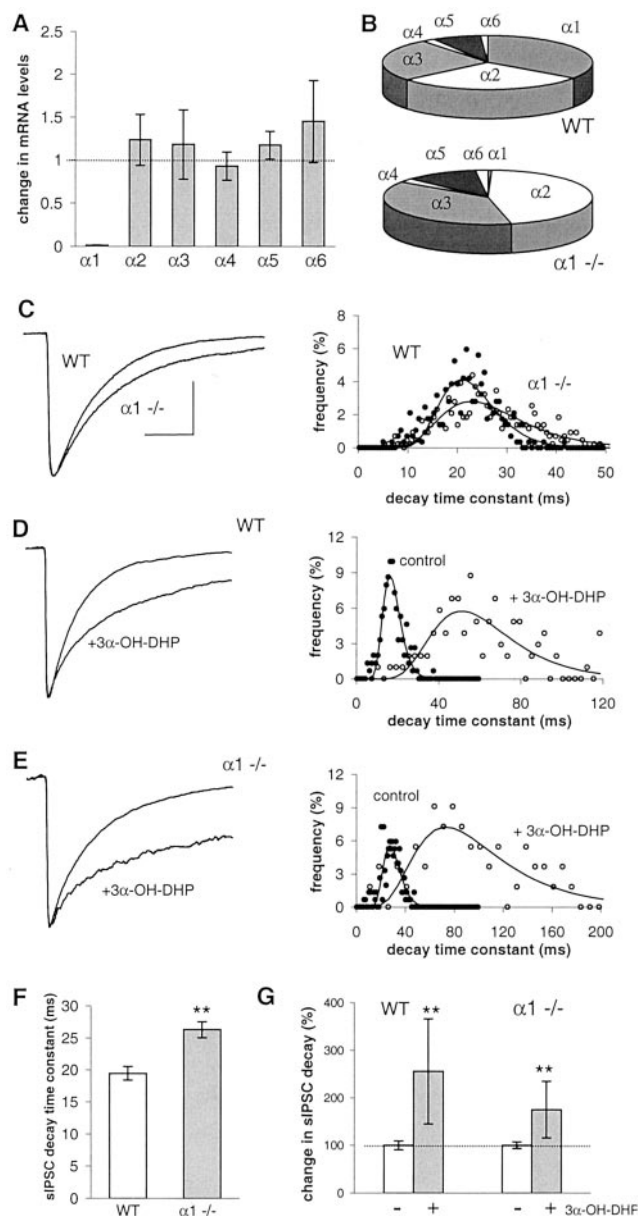 A
change in mRNA levels
2.5
2
1.5
1
0.5
0
α1 α2 α3 α4 α5 α6
B
α4 α5 α6 α1
α3 α2
WT
α4 α5 α6 α1
α3 α2
α1 -/-
C
WT
α1 -/-
frequency (%)
8
6
4
2
0
WT
α1 -/-
0 10 20 30 40 50
decay time constant (ms)
D
WT
+3α-OH-DHP
frequency (%)
12
9
6
3
0
control
+ 3α-OH-DHP
0 40 80 120
decay time constant (ms)
E
α1 -/-
+3α-OH-DHP
frequency (%)
12
9
6
3
0
control
+ 3α-OH-DHP
0 40 80 120 160 200
decay time constant (ms)
F
sIPSC decay time constant (ms)
30
25
20
15
10
5
0
**
WT α1 -/-
G
change in sIPSC decay (%)
400
300
200
100
0
WT α1 -/-
** **
- + - + 3α-OH-DHP